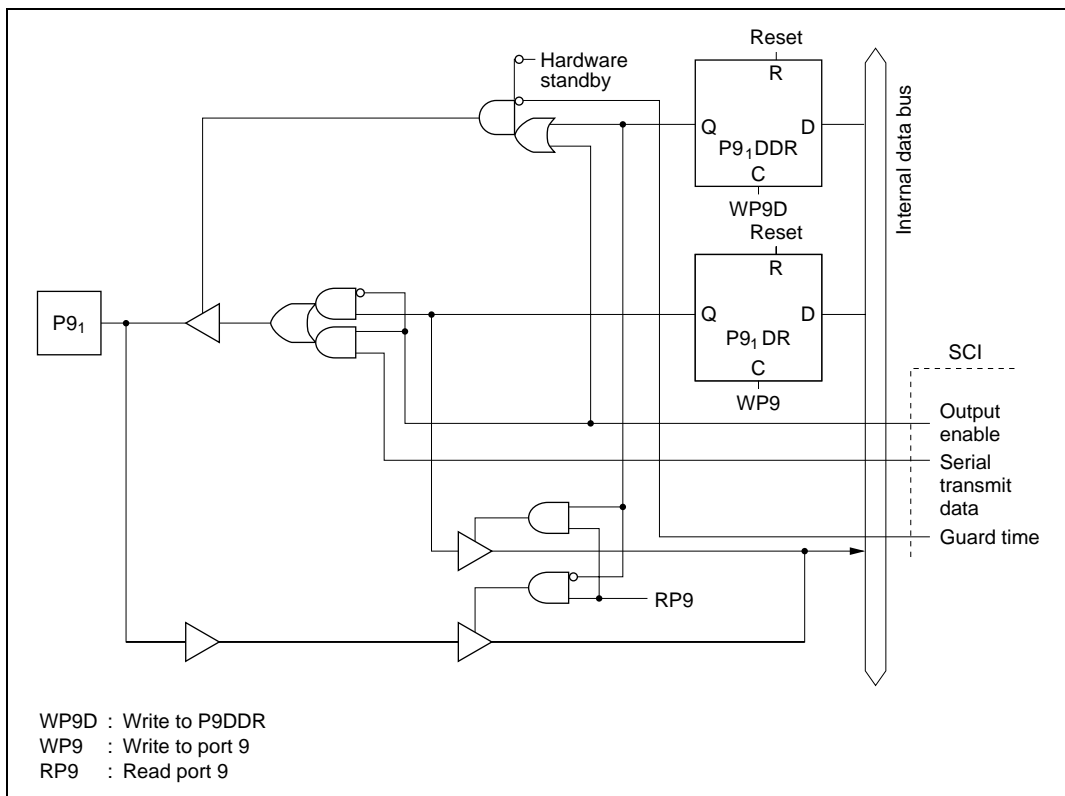 Reset
Hardware
standby
R
Q
D
P9₁DDR
C
WP9D
Internal data bus
Reset
R
P9₁
Q
D
P9₁DR
C
WP9
SCI
Output
enable
Serial
transmit
data
Guard time
RP9
WP9D : Write to P9DDR
WP9 : Write to port 9
RP9 : Read port 9